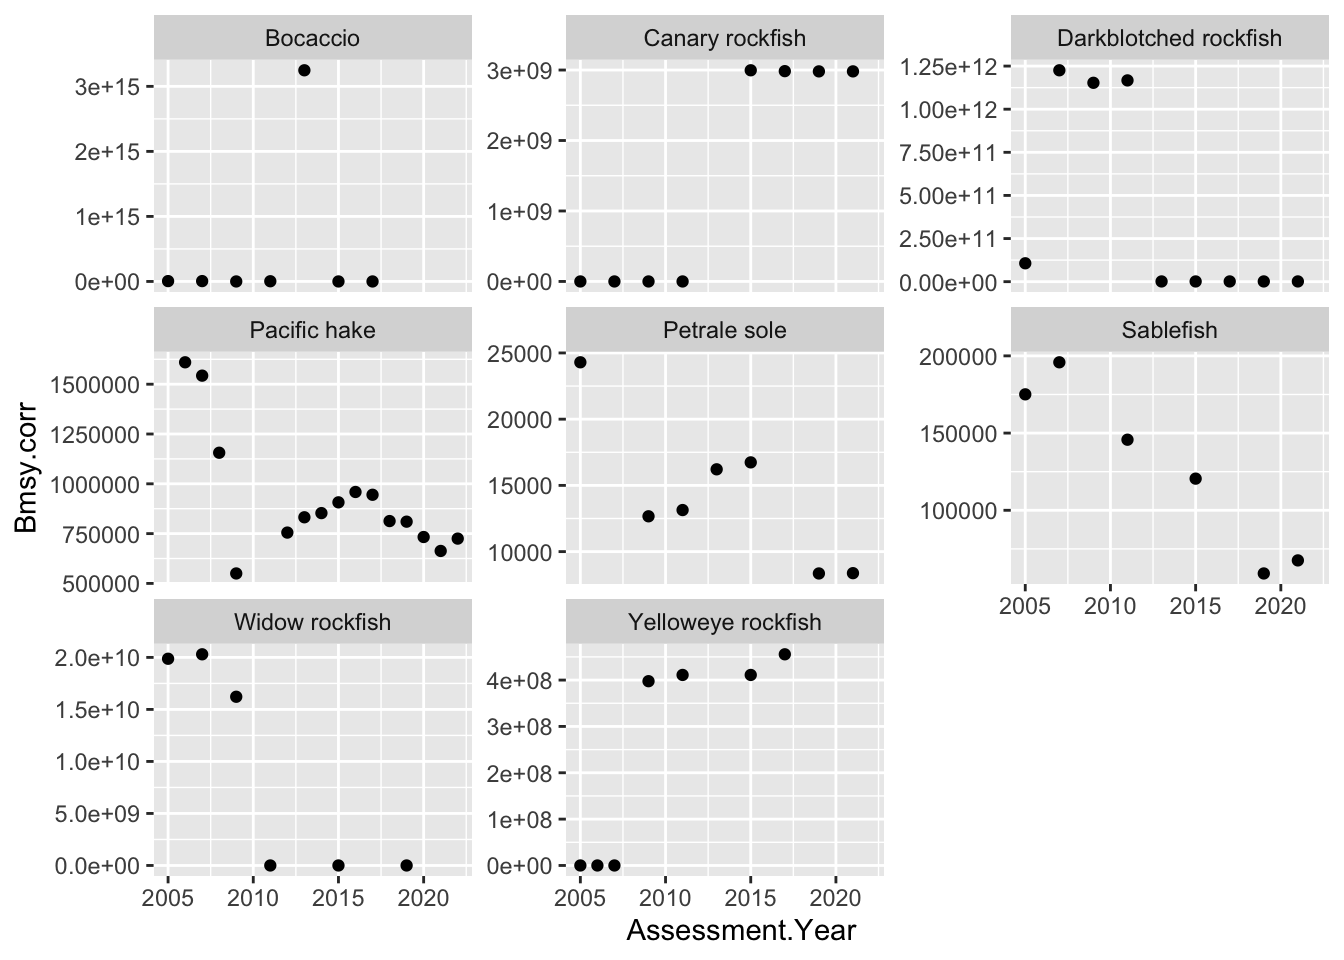 Bocaccio
Canary rockfish
Darkblotched rockfish
3e+15
2e+15
1e+15
0e+00
3e+09
2e+09
1e+09
0e+00
1.25e+12
1.00e+12
7.50e+11
5.00e+11
2.50e+11
0.00e+00
Pacific hake
Petrale sole
Sablefish
1500000
1250000
1000000
750000
500000
25000
20000
15000
10000
200000
150000
100000
2005
2010
2015
2020
Bmsy.corr
Widow rockfish
Yelloweye rockfish
2.0e+10
1.5e+10
1.0e+10
5.0e+09
0.0e+00
4e+08
3e+08
2e+08
1e+08
0e+00
2005
2010
2015
2020
2005
2010
2015
2020
Assessment.Year